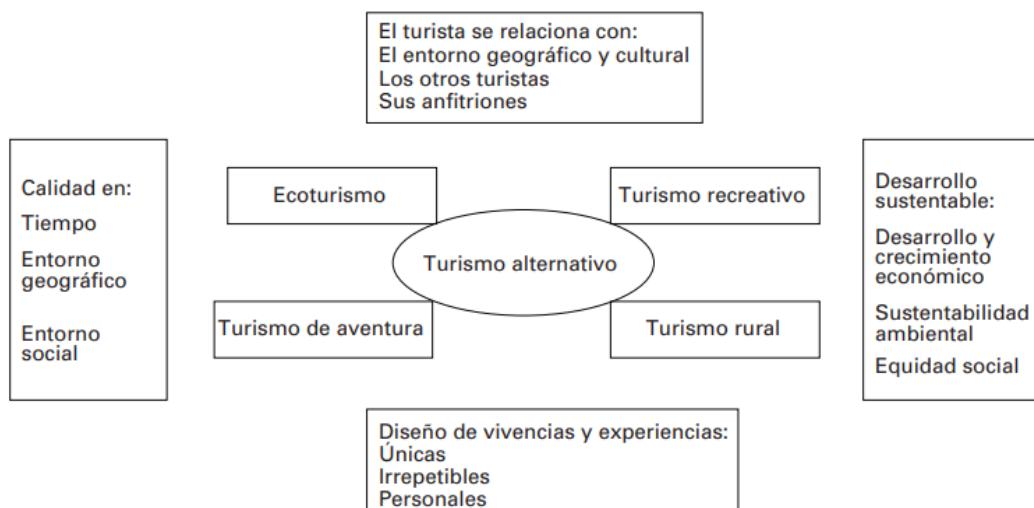 El turista se relaciona con:
El entorno geográfico y cultural
Los otros turistas
Sus anfitriones
Calidad en:
Tiempo
Entorno
geográfico
Entorno
social
Ecoturismo
Turismo recreativo
Turismo alternativo
Turismo de aventura
Turismo rural
Desarrollo
sustentable:
Desarrollo y
crecimiento
económico
Sustentabilidad
ambiental
Equidad social
Diseño de vivencias y experiencias:
Únicas
Irrepetibles
Personales